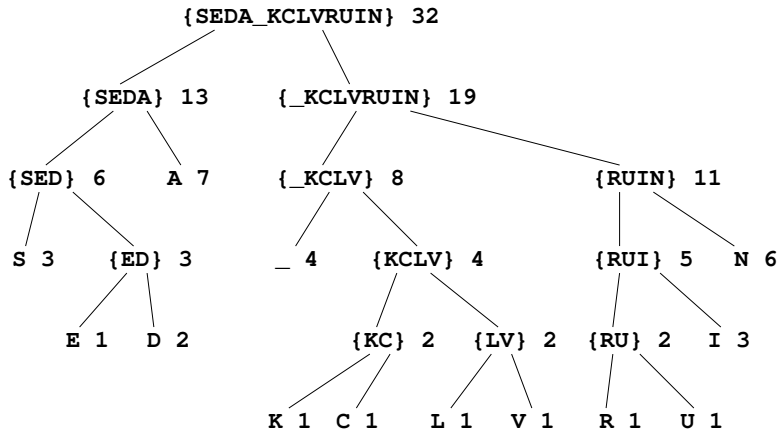 {SEDA_KCLVRUIN} 32
{SEDA} 13 {_KCLVRUIN} 19
{SED} 6 A 7 {_KCLV} 8 {RUIN} 11
S 3 {ED} 3 _ 4 {KCLV} 4 {RUI} 5 N 6
E 1 D 2 {KC} 2 {LV} 2 {RU} 2 I 3
K 1 C 1 L 1 V 1 R 1 U 1